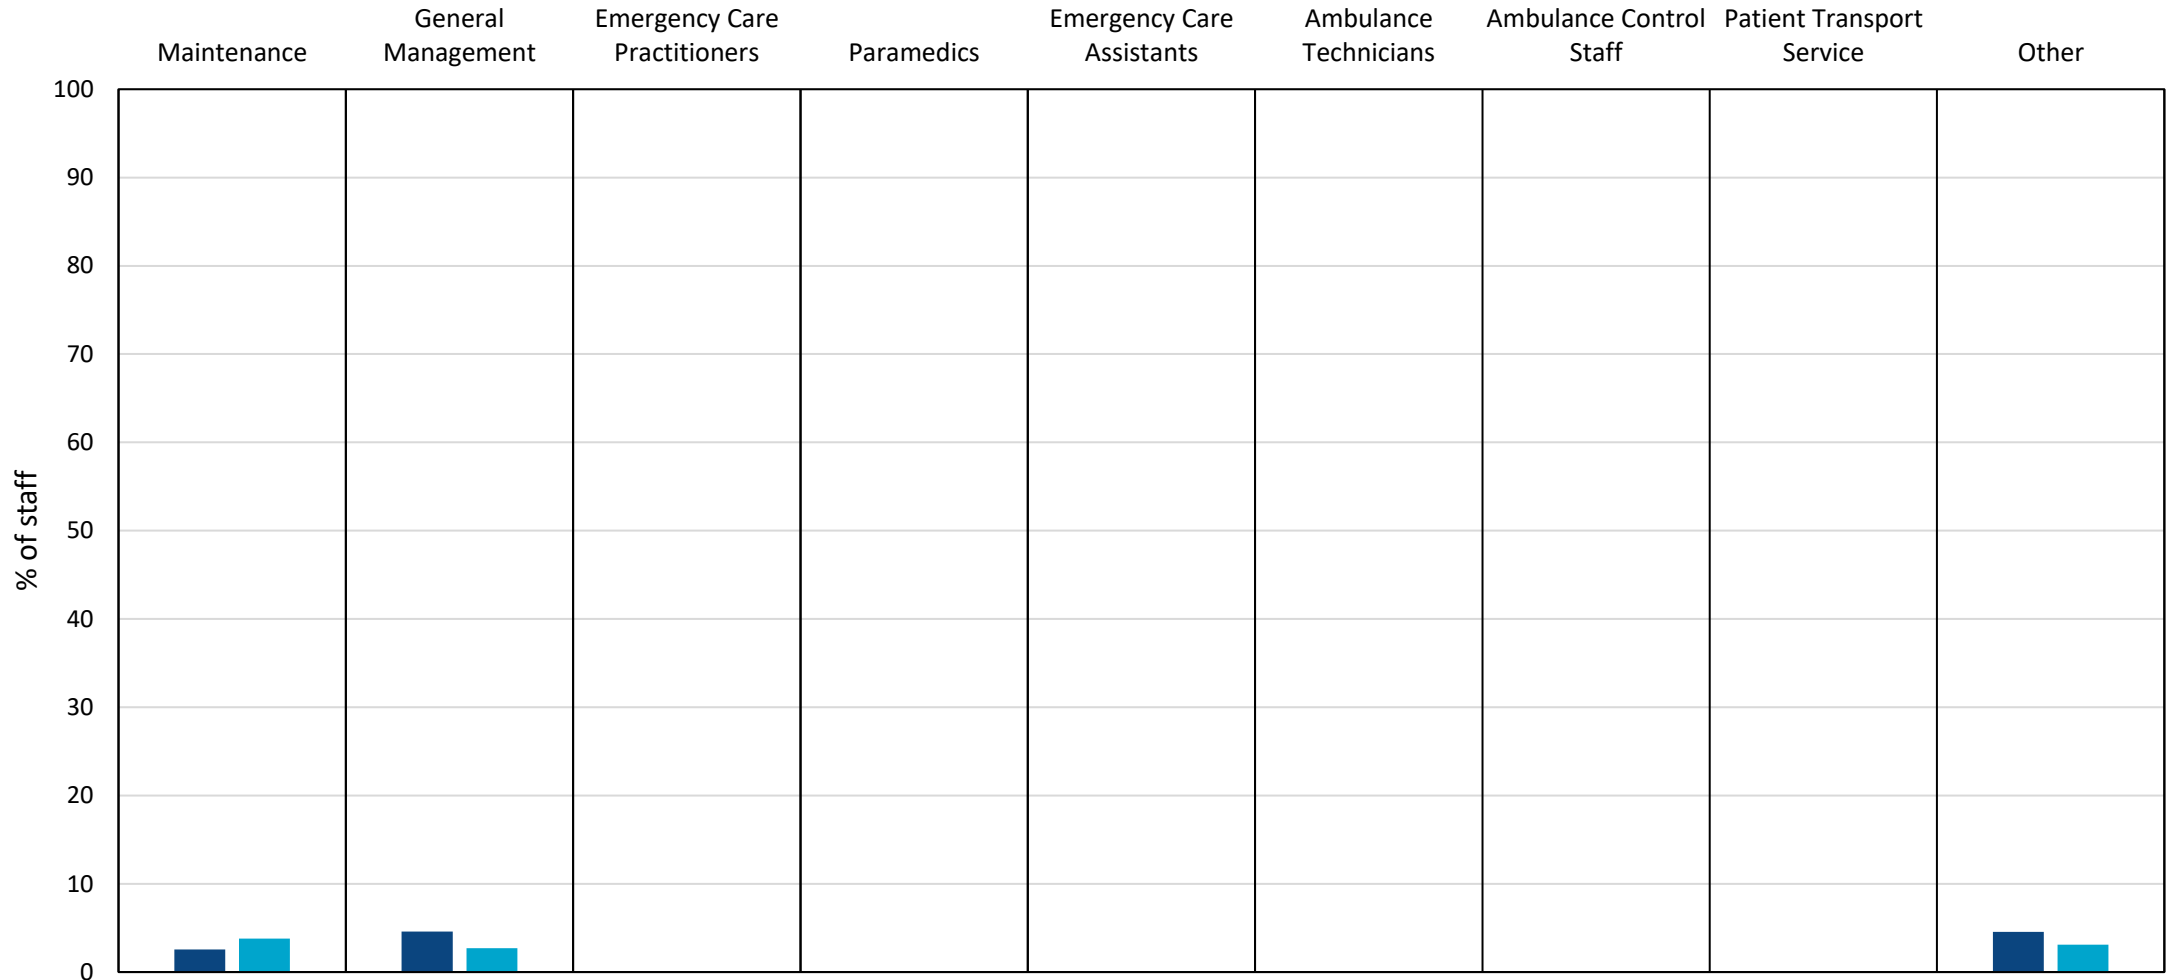 Maintenance
General
Management
Emergency Care
Practitioners
Paramedics
Emergency Care
Assistants
Ambulance
Technicians
Ambulance Control
Staff
Patient Transport
Service
Other
100
90
80
70
60
50
40
30
20
10
0
% of staff